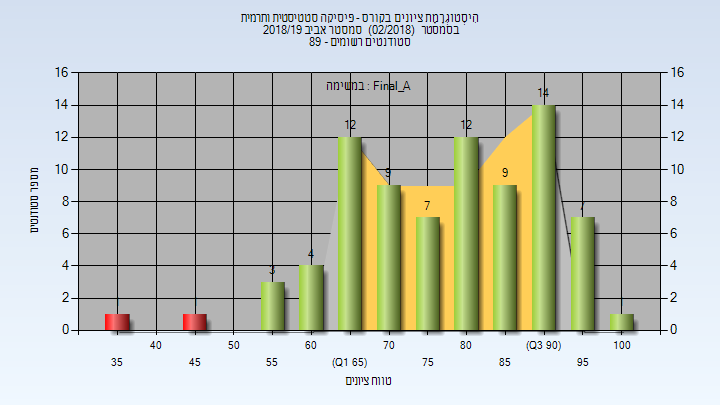 הִיסְטוֹגְרָמַת ציונים בקורס - פיסיקה סטטיסטית ותרמית
בסמסטר (02/2018) סמסטר אביב 2018/19
סטודנטים רשומים - 89
במשימה : Final_A
מספר סטודנטים
16 16
14 14
12 12
10 10
8 8
6 6
4 4
2 2
0 0
3 4 12 9 7 12 9 14 7
40 50 60 70 80 (Q3 90) 100
35 45 55 (Q1 65) 75 85 95
טווח ציונים